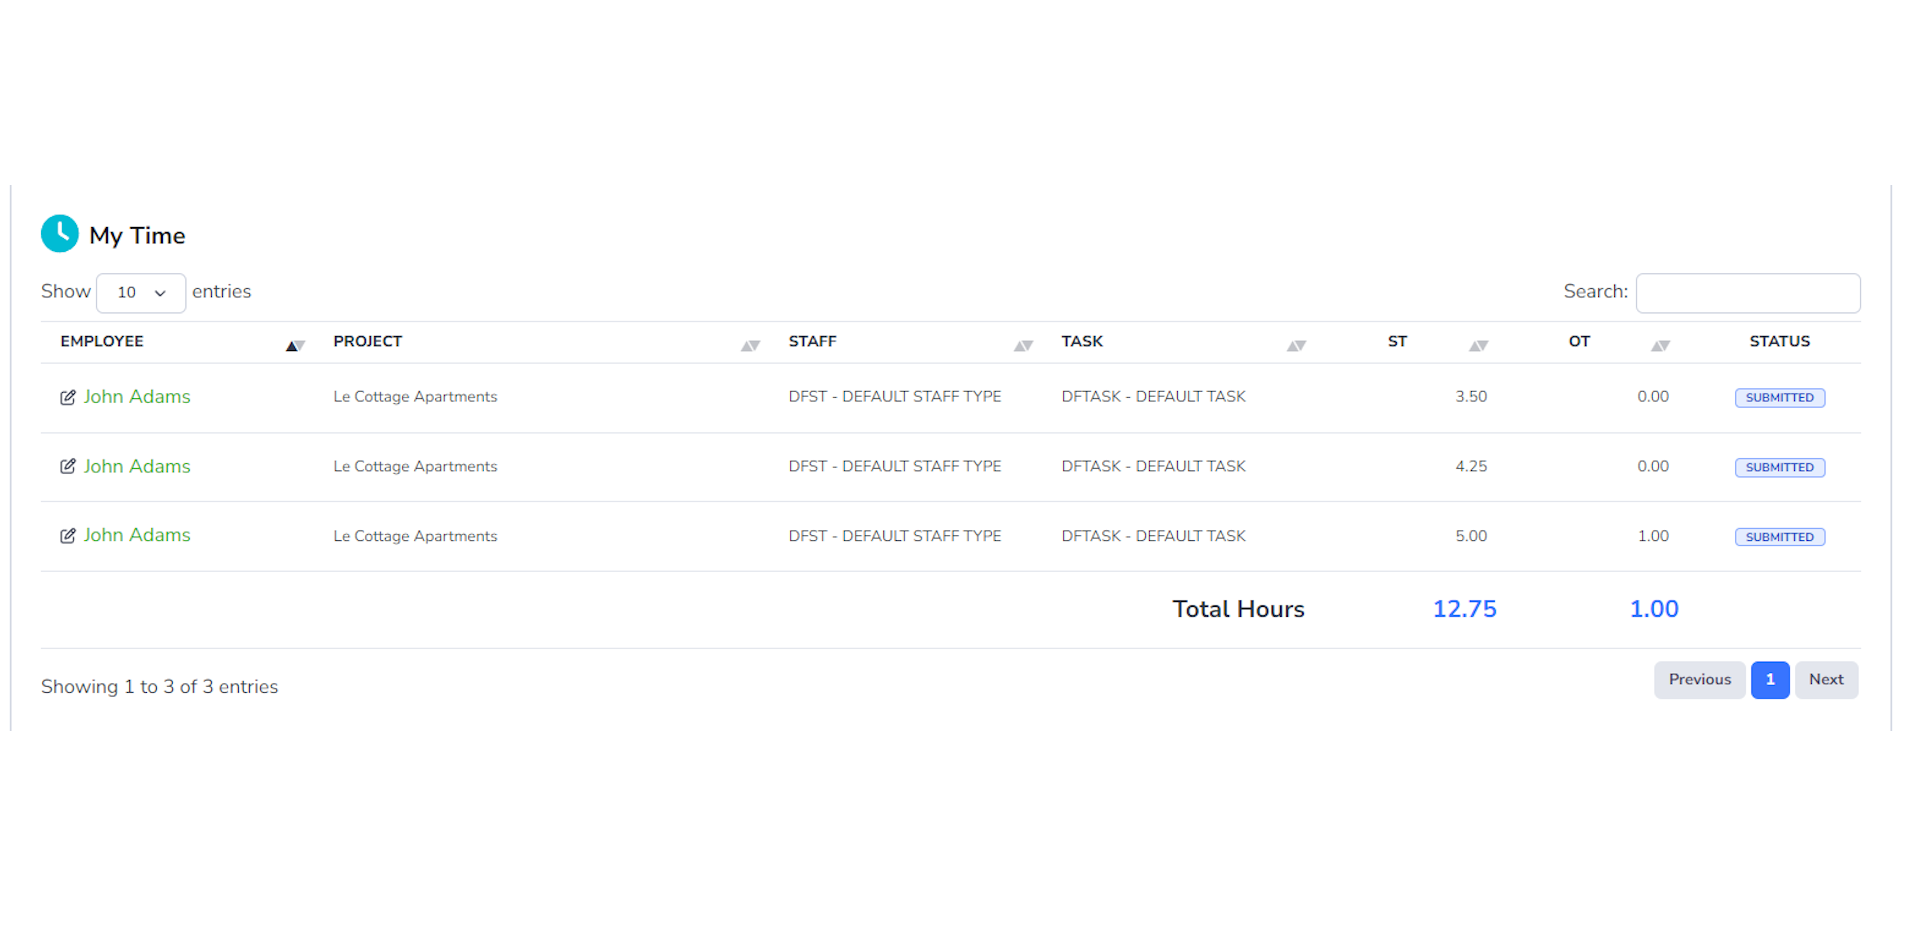 My Time
Show 10 entries Search:
EMPLOYEE PROJECT STAFF TASK ST OT STATUS
John Adams Le Cottage Apartments DFST - DEFAULT STAFF TYPE DFTASK - DEFAULT TASK 3.50 0.00 SUBMITTED
John Adams Le Cottage Apartments DFST - DEFAULT STAFF TYPE DFTASK - DEFAULT TASK 4.25 0.00 SUBMITTED
John Adams Le Cottage Apartments DFST - DEFAULT STAFF TYPE DFTASK - DEFAULT TASK 5.00 1.00 SUBMITTED
Total Hours 12.75 1.00
Showing 1 to 3 of 3 entries Previous 1 Next